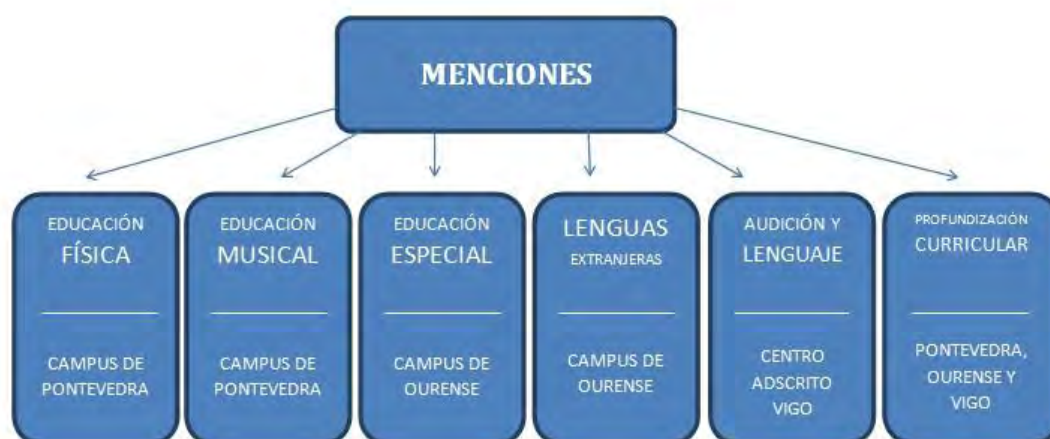 MENCIONES
EDUCACIÓN
FÍSICA
CAMPUS DE
PONTEVEDRA
EDUCACIÓN
MUSICAL
CAMPUS DE
PONTEVEDRA
EDUCACIÓN
ESPECIAL
CAMPUS DE
OURENSE
LENGUAS
EXTRANJERAS
CAMPUS DE
OURENSE
AUDICIÓN Y
LENGUAJE
CENTRO
ADSCRITO
VIGO
PROFUNDIZACIÓN
CURRICULAR
PONTEVEDRA,
OURENSE Y
VIGO